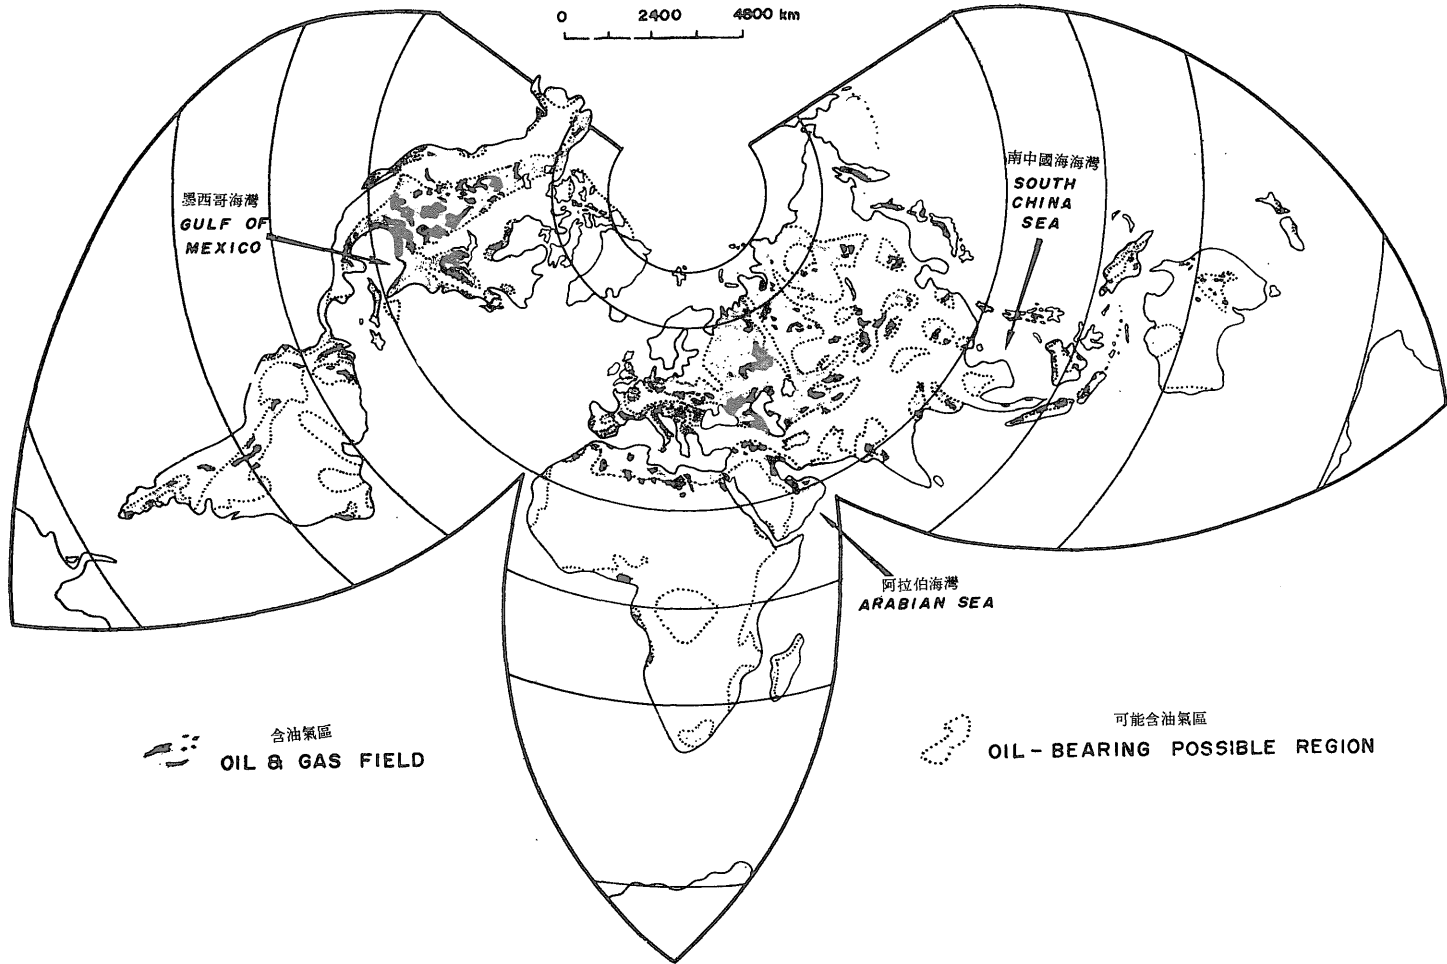 0 2400 4800 km
墨西哥海灣
GULF OF
MEXICO
南中國海海灣
SOUTH
CHINA
SEA
阿拉伯海灣
ARABIAN SEA
含油氣區
OIL & GAS FIELD
可能含油氣區
OIL - BEARING POSSIBLE REGION